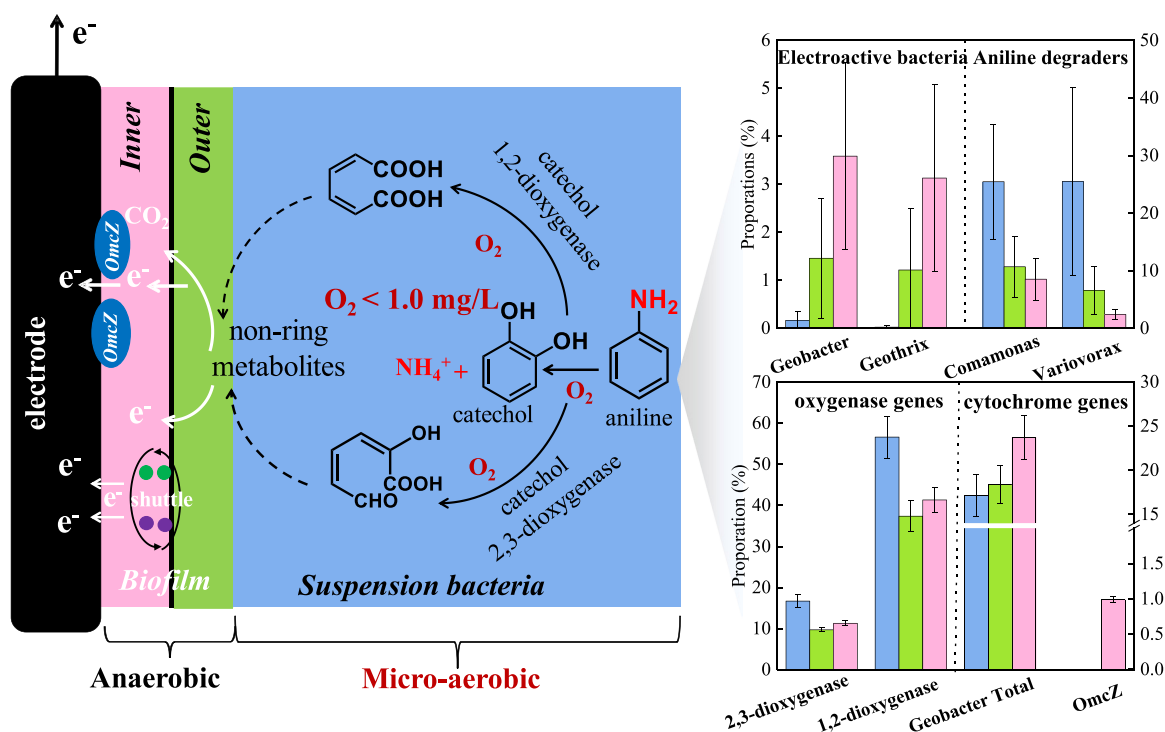 e⁻
electrode
Inner
Outer
CO₂
OmcZ
e⁻
e⁻
OmcZ
e⁻
e⁻
e⁻
shuttle
e⁻
Biofilm
Suspension bacteria
Anaerobic
Micro-aerobic
COOH
COOH
catechol
1,2-dioxygenase
O₂
O₂ < 1.0 mg/L
non-ring
metabolites
OH
OH
NH₄⁺ +
catechol
O₂
NH₂
aniline
OH
COOH
CHO
O₂
catechol
2,3-dioxygenase
Electroactive bacteria
Aniline degraders
Proporations (%)
6
5
4
3
2
1
0
50
40
30
20
10
0
Geobacter
Geothrix
Comamonas
Variovorax
oxygenase genes
cytochrome genes
Proporation (%)
70
60
50
40
30
20
10
0
30
25
20
15
1.5
1.0
0.5
0.0
2,3-dioxygenase
1,2-dioxygenase
Geobacter Total
OmcZ